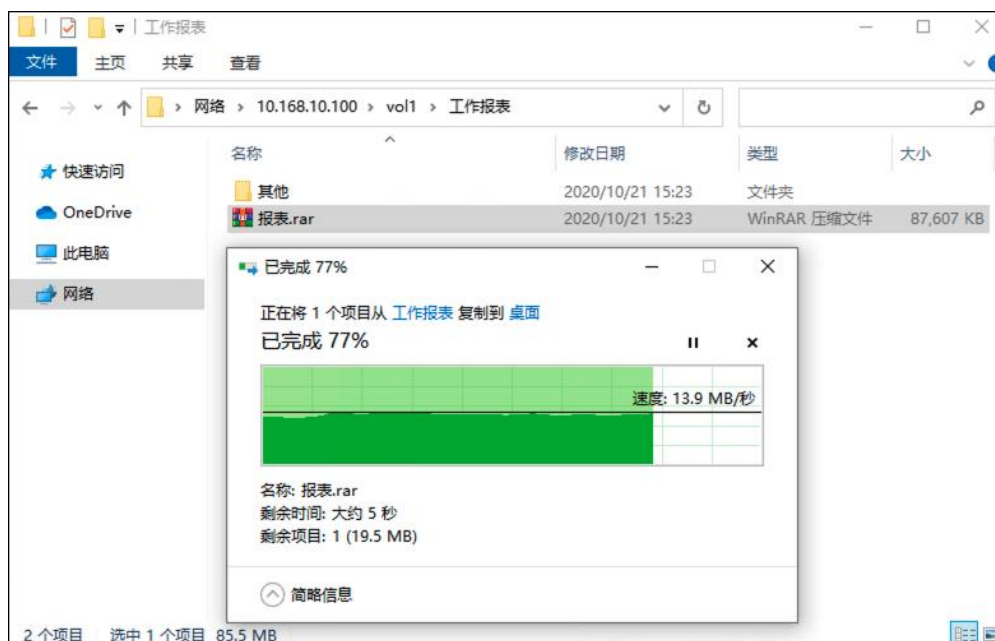 工作报表
文件 主页 共享 查看
网络 › 10.168.10.100 › vol1 › 工作报表
名称 修改日期 类型 大小
快速访问
OneDrive
此电脑
网络
其他 2020/10/21 15:23 文件夹
报表.rar 2020/10/21 15:23 WinRAR 压缩文件 87,607 KB
已完成 77%
正在将 1 个项目从 工作报表 复制到 桌面
已完成 77%
速度: 13.9 MB/秒
名称: 报表.rar
剩余时间: 大约 5 秒
剩余项目: 1 (19.5 MB)
简略信息
2 个项目 选中 1 个项目 85.5 MB